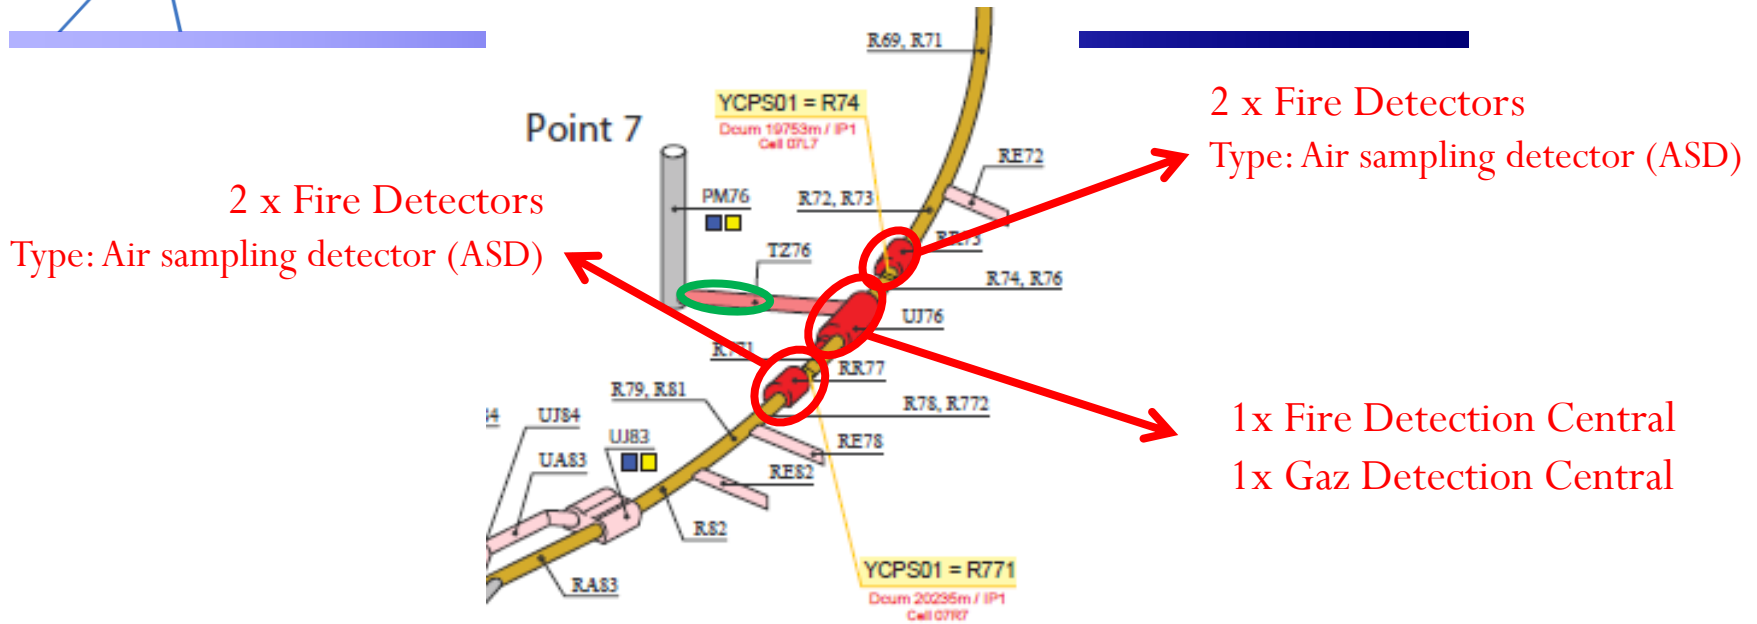 R69, R71
YCPS01 = R74
Dcum 19753m / IP1
Cell 07L7
2 x Fire Detectors
Type: Air sampling detector (ASD)
Point 7
RE72
2 x Fire Detectors
Type: Air sampling detector (ASD)
PM76
R72, R73
TZ76
RR73
R74, R76
UJ76
R771
RR77
R79, R81
R78, R772
1x Fire Detection Central
1x Gaz Detection Central
84
UJ84
UJ83
RE78
UA83
RE82
R82
RA83
YCPS01 = R771
Dcum 20235m / IP1
Cell 07R7